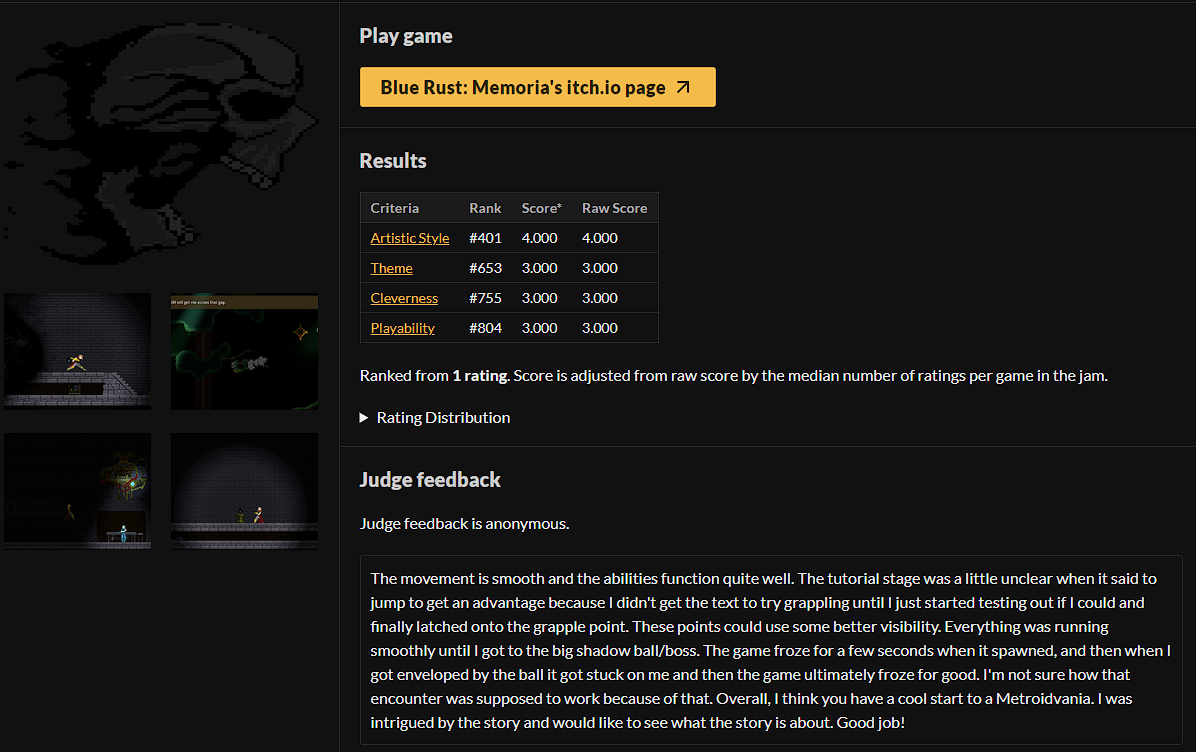 Play game
Blue Rust: Memoria's itch.io page
Results
Criteria Rank Score* Raw Score
Artistic Style #401 4.000 4.000
Theme #653 3.000 3.000
Cleverness #755 3.000 3.000
Playability #804 3.000 3.000
Ranked from 1 rating. Score is adjusted from raw score by the median number of ratings per game in the jam.
Rating Distribution
Judge feedback
Judge feedback is anonymous.
The movement is smooth and the abilities function quite well. The tutorial stage was a little unclear when it said to
jump to get an advantage because I didn't get the text to try grappling until I just started testing out if I could and
finally latched onto the grapple point. These points could use some better visibility. Everything was running
smoothly until I got to the big shadow ball/boss. The game froze for a few seconds when it spawned, and then when I
got enveloped by the ball it got stuck on me and then the game ultimately froze for good. I'm not sure how that
encounter was supposed to work because of that. Overall, I think you have a cool start to a Metroidvania. I was
intrigued by the story and would like to see what the story is about. Good job!
will get me across that gap.